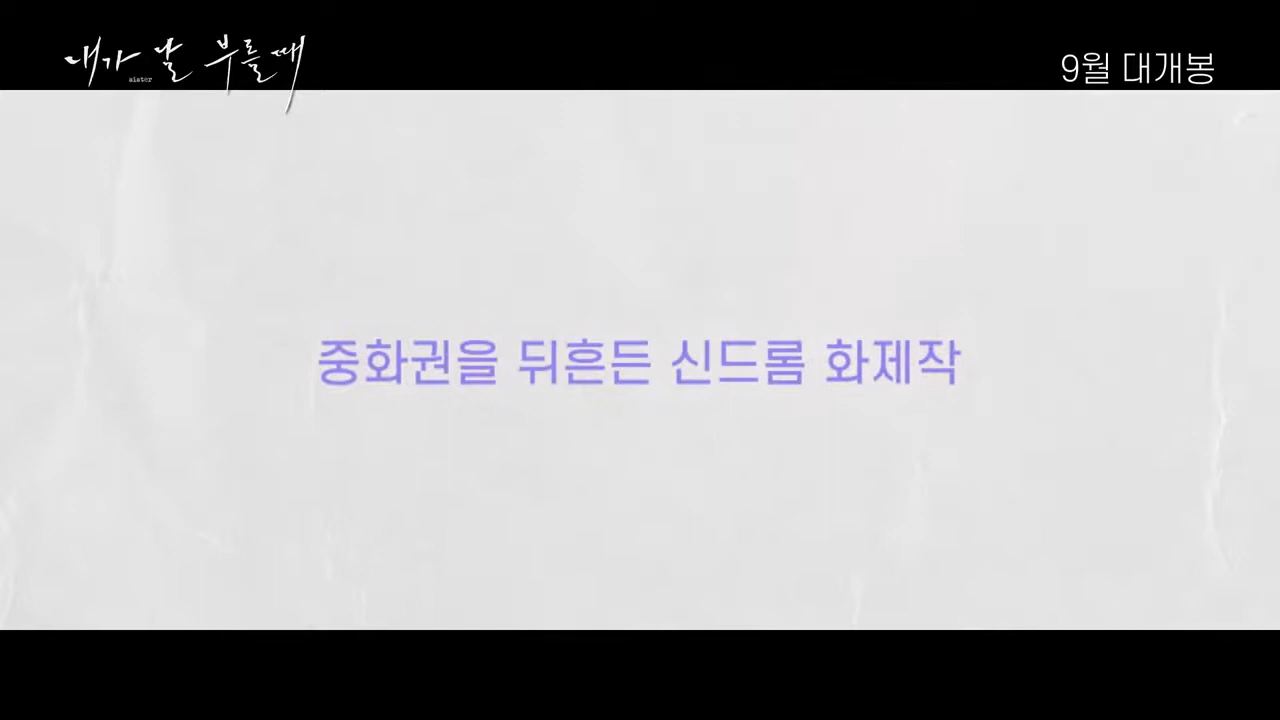 내가 날 부를 때
sister
9월 대개봉
중화권을 뒤흔든 신드롬 화제작